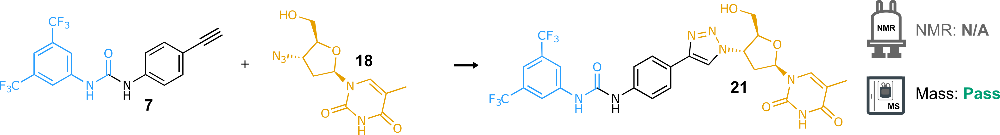 CF3
F3C
O
N
H
N
H
7
+
HO
N3
O
18
N
O
N
H
O
CF3
F3C
O
N
H
N
H
N
N
N
HO
O
21
N
O
N
H
O
NMR
NMR: N/A
MS
Mass: Pass